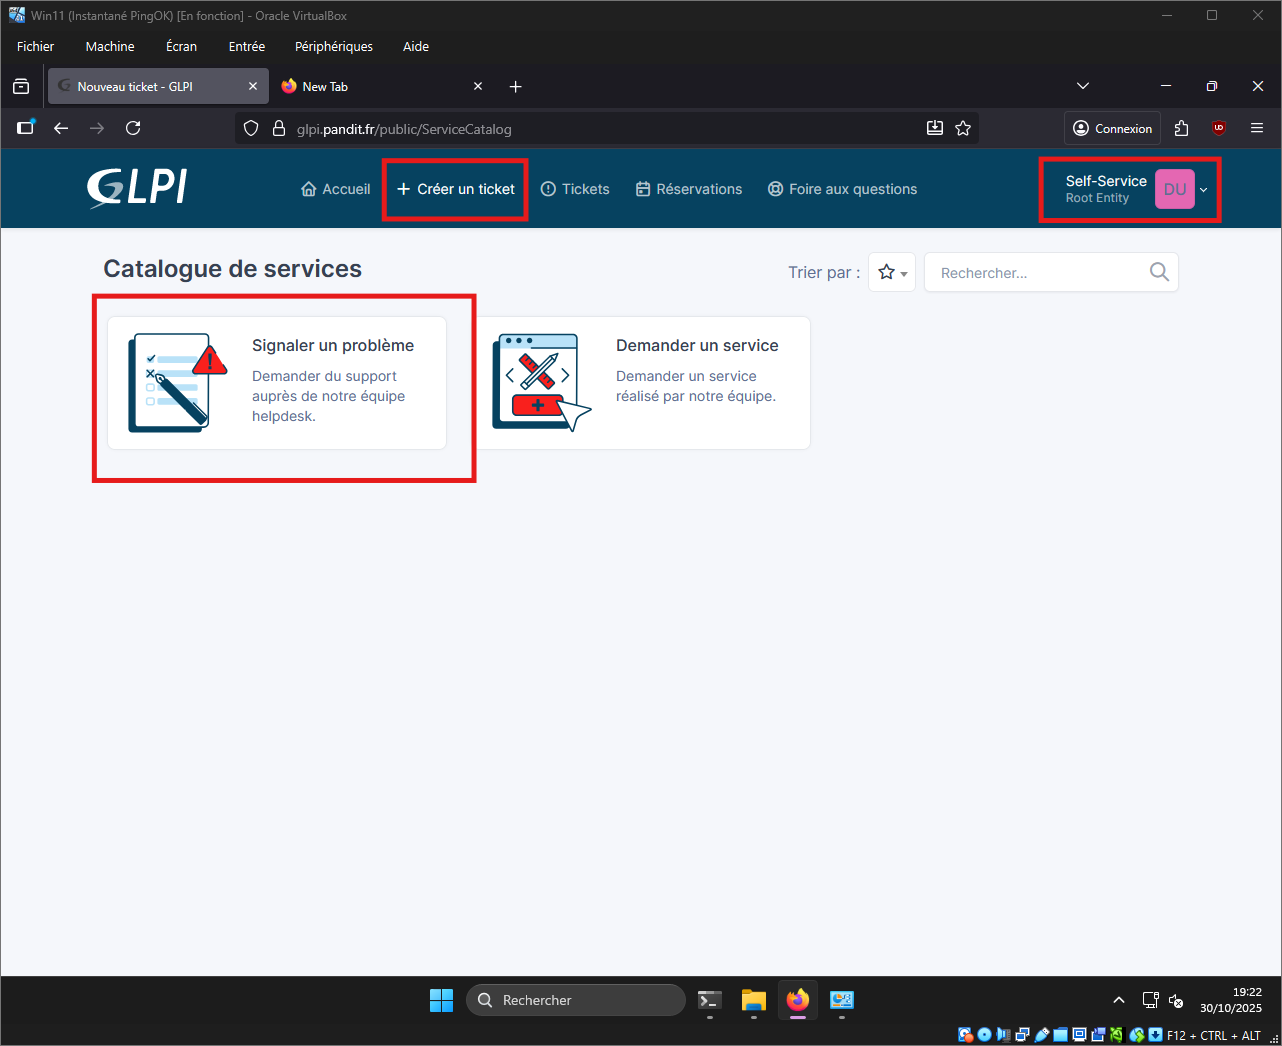 Win11 (Instantané PingOK) [En fonction] - Oracle VirtualBox
Fichier Machine Écran Entrée Périphériques Aide
Nouveau ticket - GLPI New Tab
glpi.pandit.fr/public/ServiceCatalog Connexion
GLPI Accueil Créer un ticket Tickets Réservations Foire aux questions Self-Service DU
Root Entity
Catalogue de services
Trier par : Rechercher...
Signaler un problème
Demander du support
auprès de notre équipe
helpdesk.
Demander un service
Demander un service
réalisé par notre équipe.
Rechercher
19:22
30/10/2025
F12 + CTRL + ALT